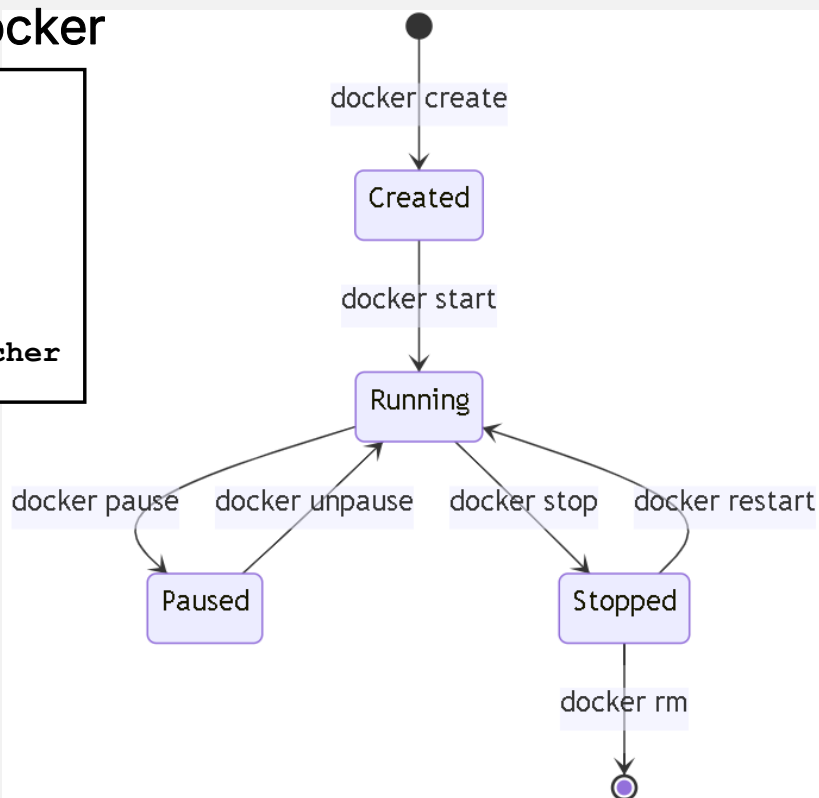 ocker
docker create
Created
docker start
cher
Running
docker pause docker unpause docker stop docker restart
Paused Stopped
docker rm